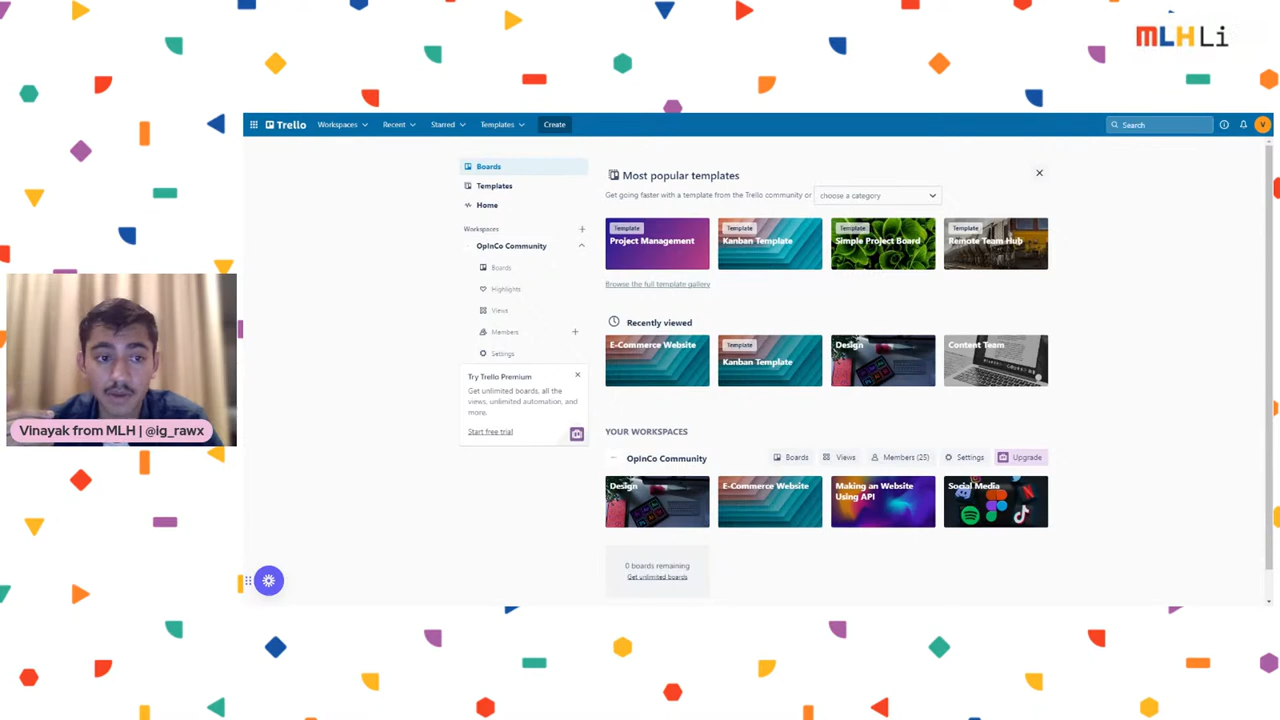 MLH Li
Trello
Workspaces
Recent
Starred
Templates
Create
Search
V
Boards
Templates
Home
Workspaces
OpInCo Community
Boards
Highlights
Views
Members
Settings
Try Trello Premium
Get unlimited boards, all the
views, unlimited automation, and
more.
Start free trial
Most popular templates
Get going faster with a template from the Trello community or
choose a category
Template
Project Management
Template
Kanban Template
Template
Simple Project Board
Template
Remote Team Hub
Browse the full template gallery
Recently viewed
E-Commerce Website
Template
Kanban Template
Design
Content Team
YOUR WORKSPACES
OpInCo Community
Boards
Views
Members (25)
Settings
Upgrade
Design
E-Commerce Website
Making an Website
Using API
Social Media
0 boards remaining
Get unlimited boards
Vinayak from MLH | @ig_rawx